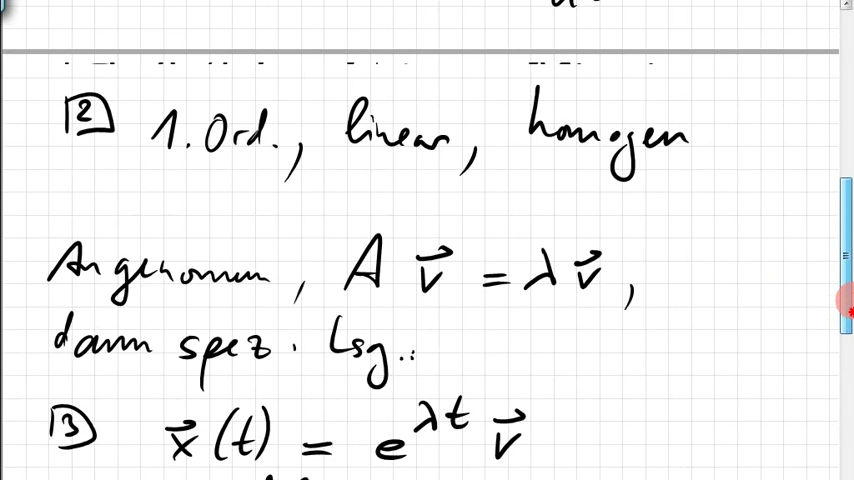 2 1. Ord., linear, homogen
Angenommen, A v⃗ = λ v⃗,
dann spez. Lsg.:
3 x⃗(t) = e^{λt} v⃗